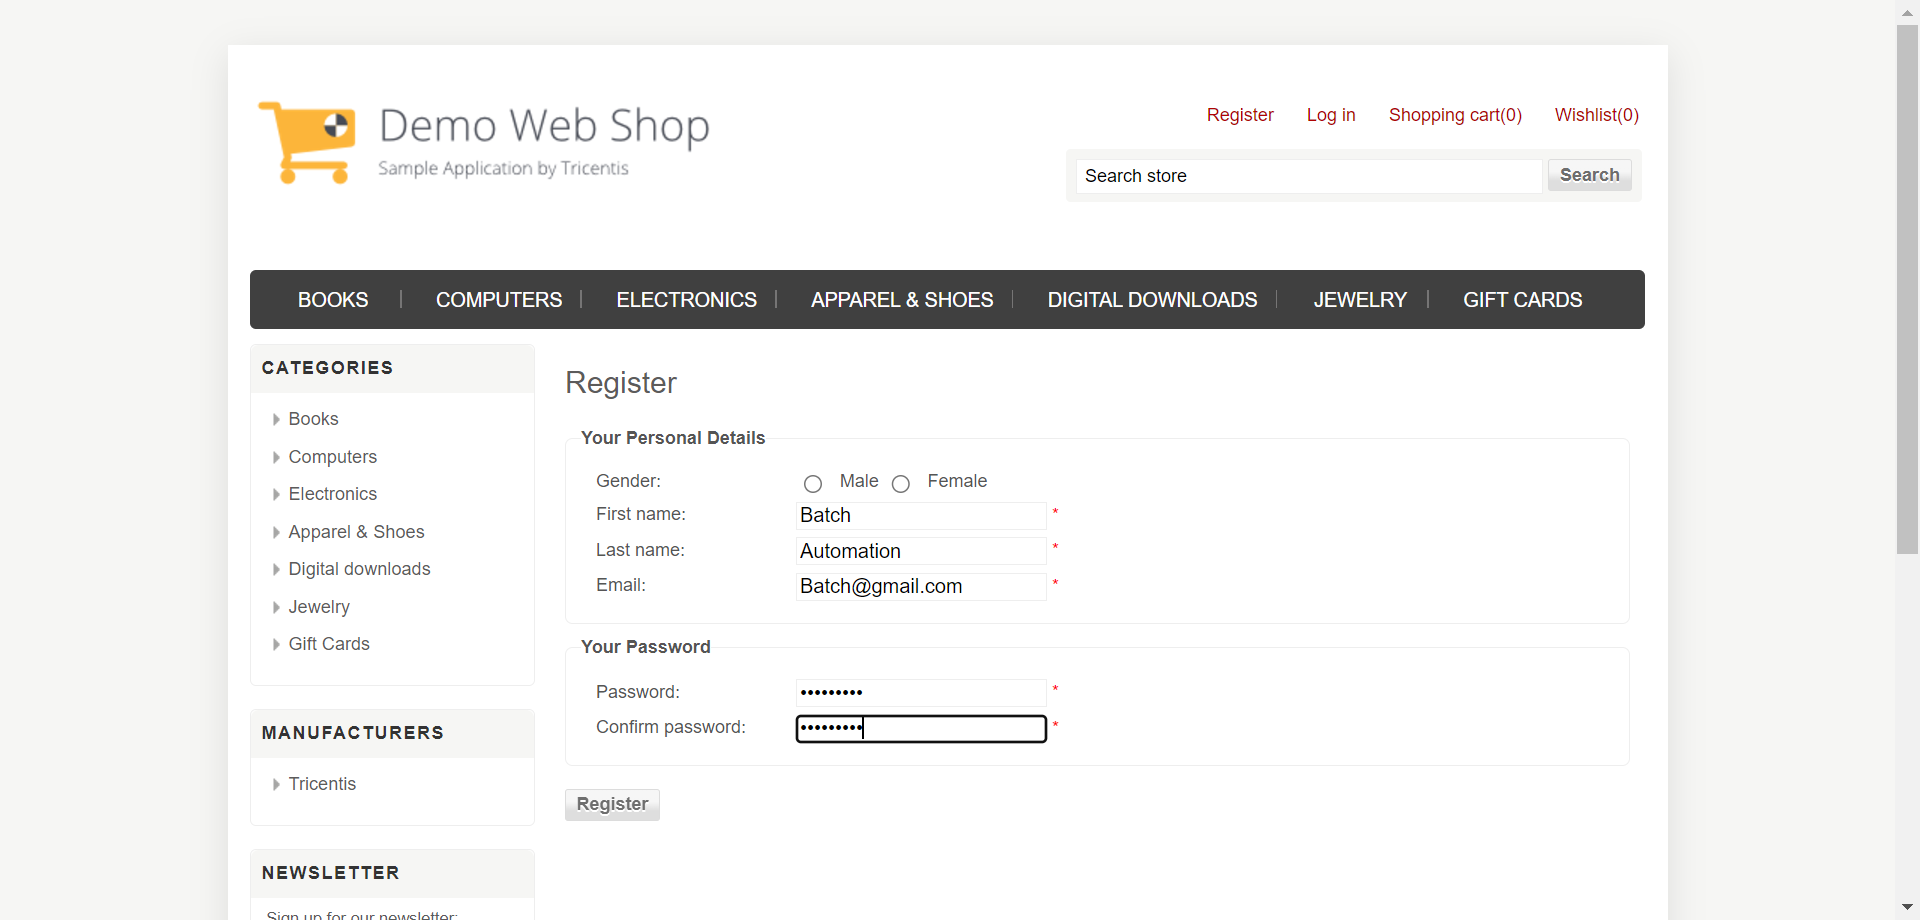 Demo Web Shop
Sample Application by Tricentis
Register Log in Shopping cart(0) Wishlist(0)
Search store Search
BOOKS COMPUTERS ELECTRONICS APPAREL & SHOES DIGITAL DOWNLOADS JEWELRY GIFT CARDS
CATEGORIES
Books
Computers
Electronics
Apparel & Shoes
Digital downloads
Jewelry
Gift Cards
MANUFACTURERS
Tricentis
NEWSLETTER
Sign up for our newsletter:
Register
Your Personal Details
Gender: Male Female
First name: Batch *
Last name: Automation *
Email: Batch@gmail.com *
Your Password
Password: ••••••••• *
Confirm password: ••••••••• *
Register